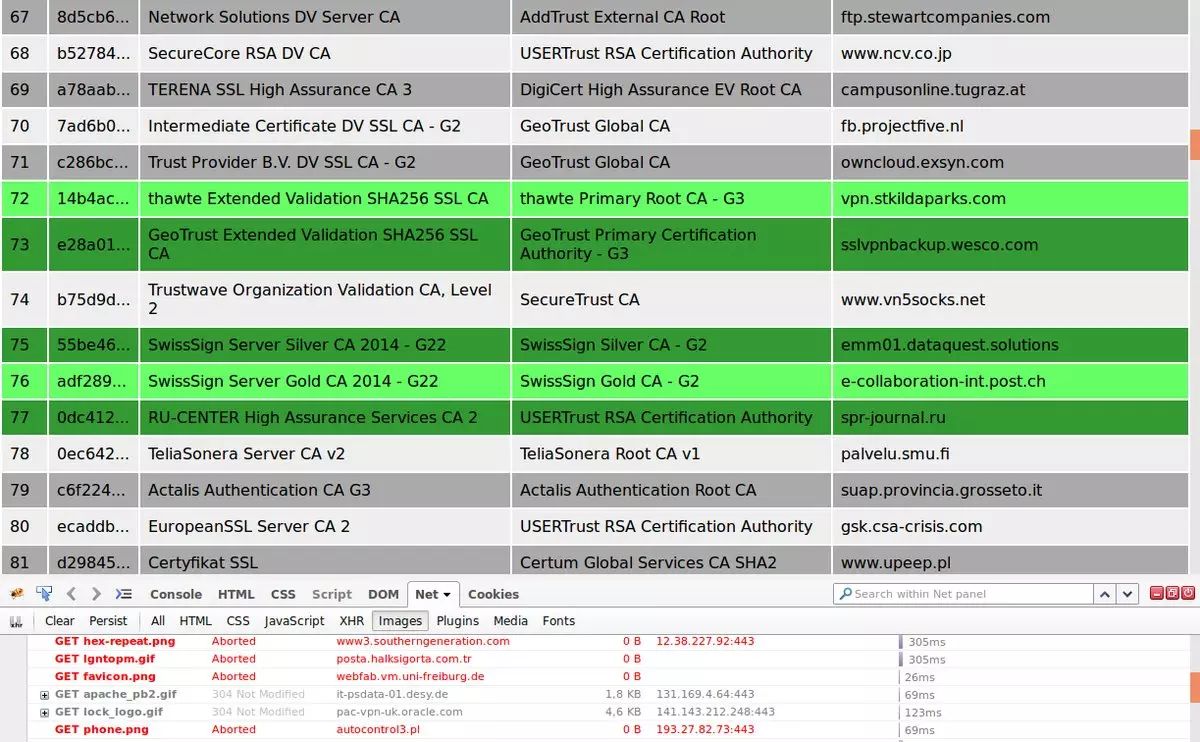 67 8d5cb6... Network Solutions DV Server CA AddTrust External CA Root ftp.stewartcompanies.com
68 b52784... SecureCore RSA DV CA USERTrust RSA Certification Authority www.ncv.co.jp
69 a78aab... TERENA SSL High Assurance CA 3 DigiCert High Assurance EV Root CA campusonline.tugraz.at
70 7ad6b0... Intermediate Certificate DV SSL CA - G2 GeoTrust Global CA fb.projectfive.nl
71 c286bc... Trust Provider B.V. DV SSL CA - G2 GeoTrust Global CA owncloud.exsyn.com
72 14b4ac... thawte Extended Validation SHA256 SSL CA thawte Primary Root CA - G3 vpn.stkildaparks.com
GeoTrust Extended Validation SHA256 SSL GeoTrust Primary Certification
73 e28a01... sslvpnbackup.wesco.com
CA Authority - G3
Trustwave Organization Validation CA, Level
74 b75d9d... SecureTrust CA www.vn5socks.net
2
75 55be46... SwissSign Server Silver CA 2014 - G22 SwissSign Silver CA - G2 emm01.dataquest.solutions
76 adf289... SwissSign Server Gold CA 2014 - G22 SwissSign Gold CA - G2 e-collaboration-int.post.ch
77 0dc412... RU-CENTER High Assurance Services CA 2 USERTrust RSA Certification Authority spr-journal.ru
78 0ec642... TeliaSonera Server CA v2 TeliaSonera Root CA v1 palvelu.smu.fi
79 c6f224... Actalis Authentication CA G3 Actalis Authentication Root CA suap.provincia.grosseto.it
80 ecaddb... EuropeanSSL Server CA 2 USERTrust RSA Certification Authority gsk.csa-crisis.com
81 d29845... Certyfikat SSL Certum Global Services CA SHA2 www.upeep.pl
Console HTML CSS Script DOM Net Cookies Search within Net panel
Clear Persist All HTML CSS JavaScript XHR Images Plugins Media Fonts
GET hex-repeat.png Aborted www3.southerngeneration.com 0 B 12.38.227.92:443 305ms
GET lgntopm.gif Aborted posta.halksigorta.com.tr 0 B 305ms
GET favicon.png Aborted webfab.vm.uni-freiburg.de 0 B 26ms
GET apache_pb2.gif 304 Not Modified it-psdata-01.desy.de 1,8 KB 131.169.4.64:443 69ms
GET lock_logo.gif 304 Not Modified pac-vpn-uk.oracle.com 4,6 KB 141.143.212.248:443 123ms
GET phone.png Aborted autocontrol3.pl 0 B 193.27.82.73:443 69ms